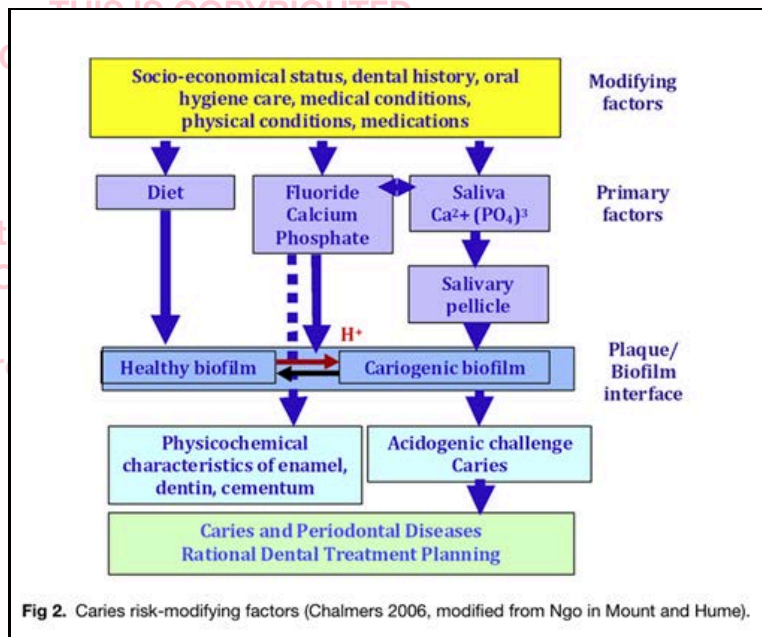 THIS IS COPYRIGHTED
Socio-economical status, dental history, oral
hygiene care, medical conditions,
physical conditions, medications
Modifying
factors
Diet
Fluoride
Calcium
Phosphate
Saliva
Ca²+ (PO₄)³
Primary
factors
Salivary
pellicle
H⁺
Healthy biofilm
Cariogenic biofilm
Plaque/
Biofilm
interface
Physicochemical
characteristics of enamel,
dentin, cementum
Acidogenic challenge
Caries
Caries and Periodontal Diseases
Rational Dental Treatment Planning
Fig 2. Caries risk-modifying factors (Chalmers 2006, modified from Ngo in Mount and Hume).